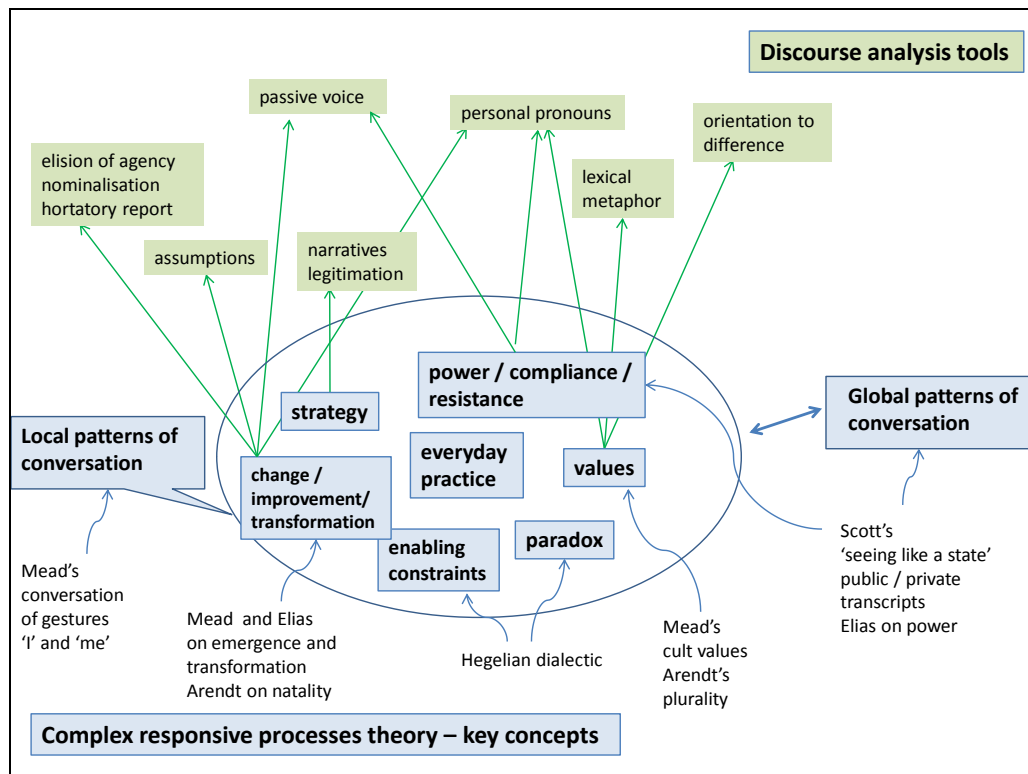 Discourse analysis tools
passive voice
personal pronouns
orientation to
difference
elision of agency
nominalisation
hortatory report
lexical
metaphor
assumptions
narratives
legitimation
power / compliance /
resistance
strategy
Global patterns of
conversation
Local patterns of
conversation
everyday
practice
values
change /
improvement/
transformation
enabling
constraints
paradox
Mead's
conversation
of gestures
'I' and 'me'
Mead  and Elias
on emergence and
transformation
Arendt on natality
Hegelian dialectic
Mead's
cult values
Arendt's
plurality
Scott's
'seeing like a state'
public / private
transcripts
Elias on power
Complex responsive processes theory – key concepts